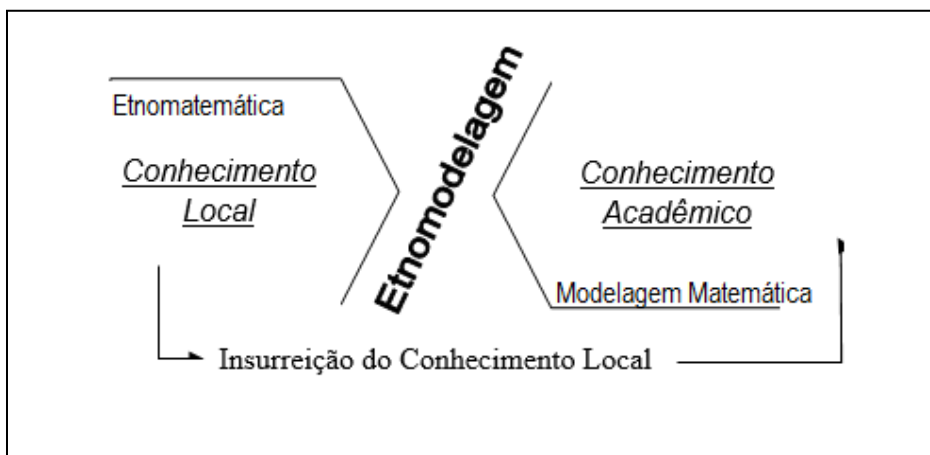 Etnomatemática
Conhecimento
Local
Etnomodelagem
Conhecimento
Acadêmico
Modelagem Matemática
Insurreição do Conhecimento Local